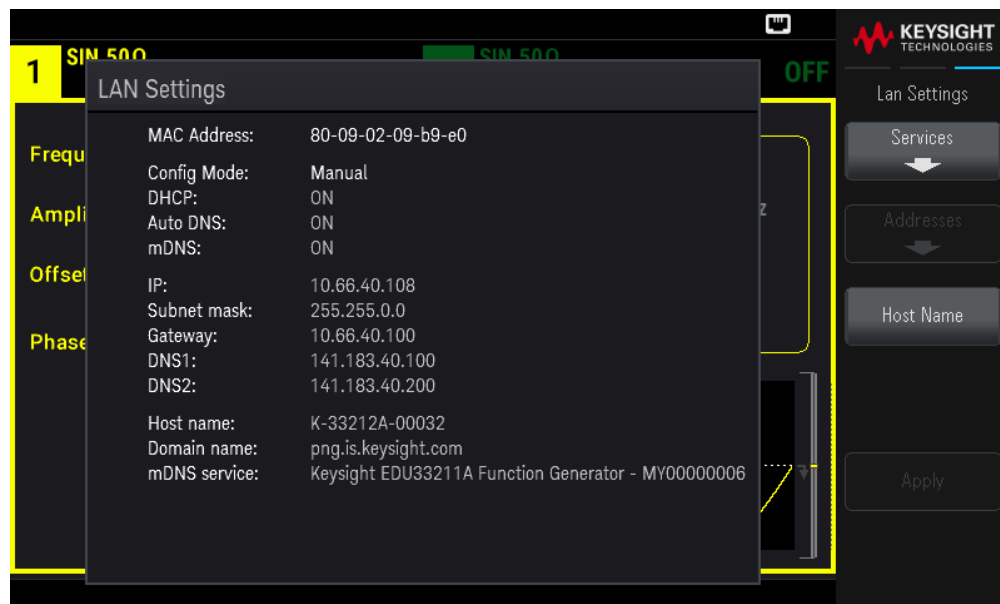 KEYSIGHT
TECHNOLOGIES
1
SIN 50Ω
SIN 50Ω
OFF
LAN Settings
Lan Settings
MAC Address: 80-09-02-09-b9-e0
Services
Config Mode: Manual
DHCP: ON
Auto DNS: ON
mDNS: ON
Addresses
IP: 10.66.40.108
Subnet mask: 255.255.0.0
Gateway: 10.66.40.100
DNS1: 141.183.40.100
DNS2: 141.183.40.200
Host Name
Host name: K-33212A-00032
Domain name: png.is.keysight.com
mDNS service: Keysight EDU33211A Function Generator - MY00000006
Apply
Frequ
Ampli
Offset
Phase
z